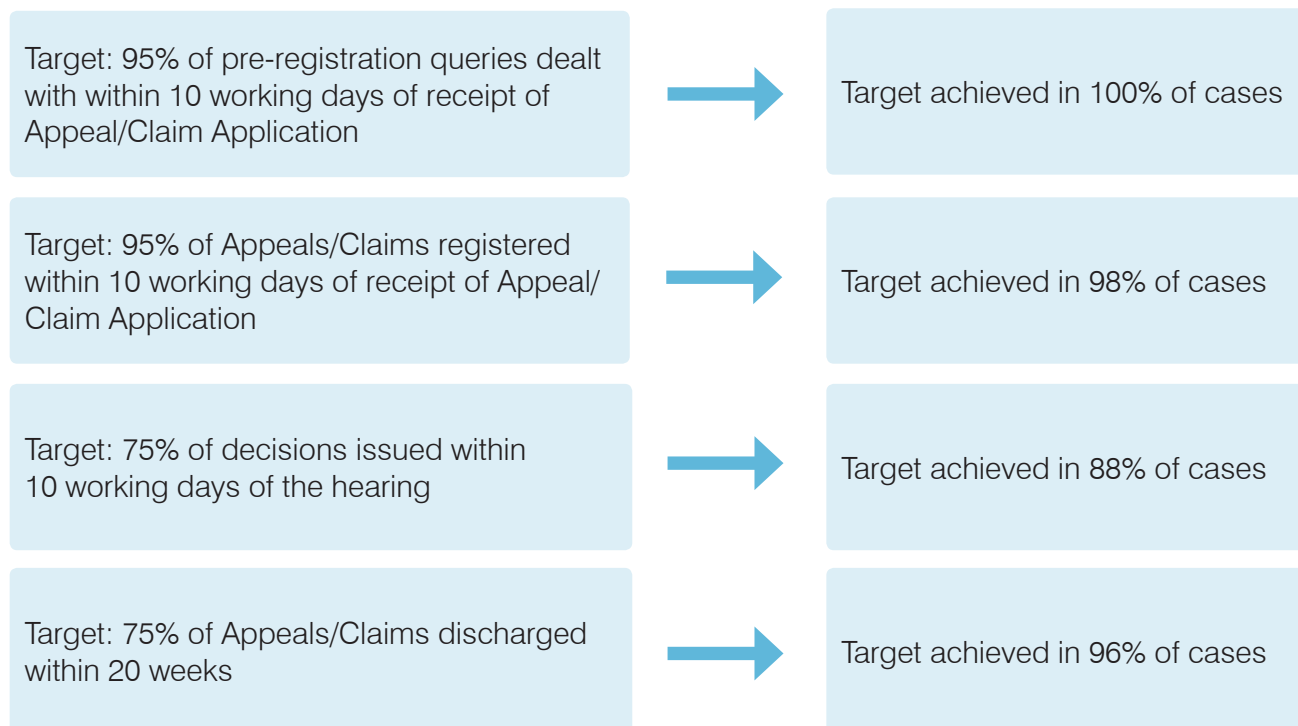 Target: 95% of pre-registration queries dealt
with within 10 working days of receipt of
Appeal/Claim Application
Target achieved in 100% of cases
Target: 95% of Appeals/Claims registered
within 10 working days of receipt of Appeal/
Claim Application
Target achieved in 98% of cases
Target: 75% of decisions issued within
10 working days of the hearing
Target achieved in 88% of cases
Target: 75% of Appeals/Claims discharged
within 20 weeks
Target achieved in 96% of cases